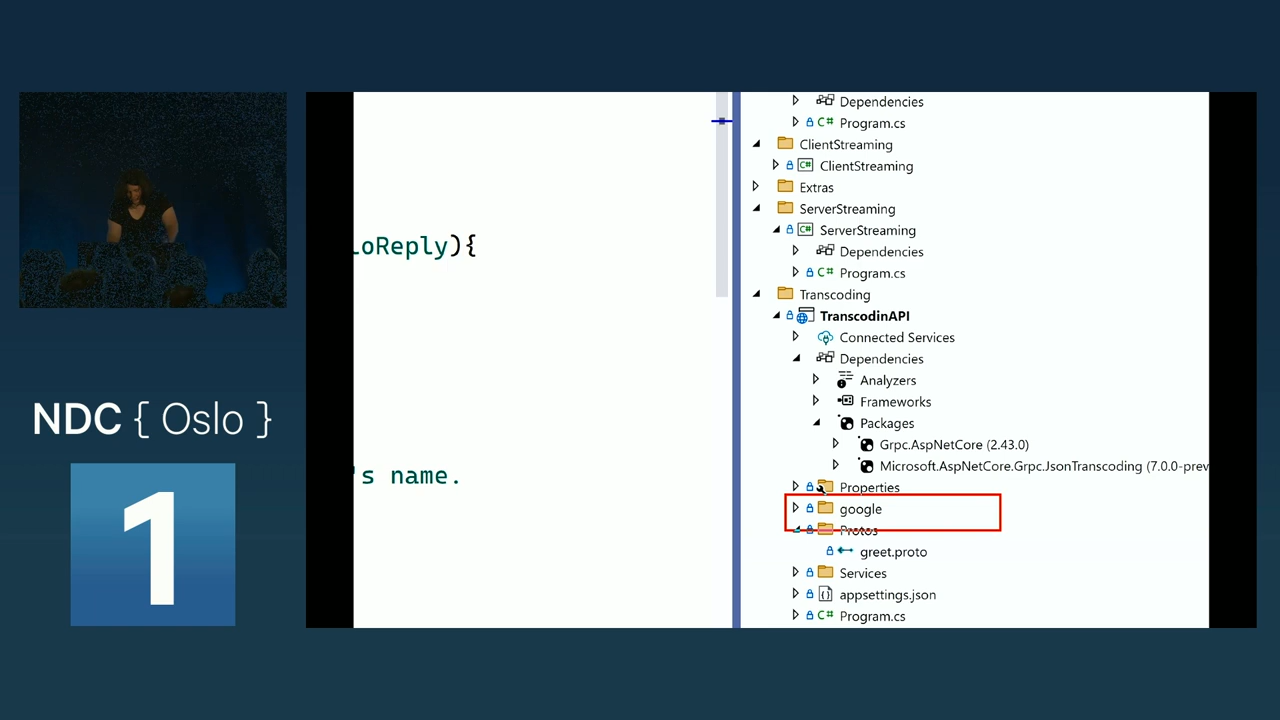 NDC { Oslo }
1
loReply){
's name.
Dependencies
C# Program.cs
ClientStreaming
C# ClientStreaming
Extras
ServerStreaming
C# ServerStreaming
Dependencies
C# Program.cs
Transcoding
TranscodinAPI
Connected Services
Dependencies
Analyzers
Frameworks
Packages
Grpc.AspNetCore (2.43.0)
Microsoft.AspNetCore.Grpc.JsonTranscoding (7.0.0-prev
Properties
google
Protos
greet.proto
Services
appsettings.json
C# Program.cs